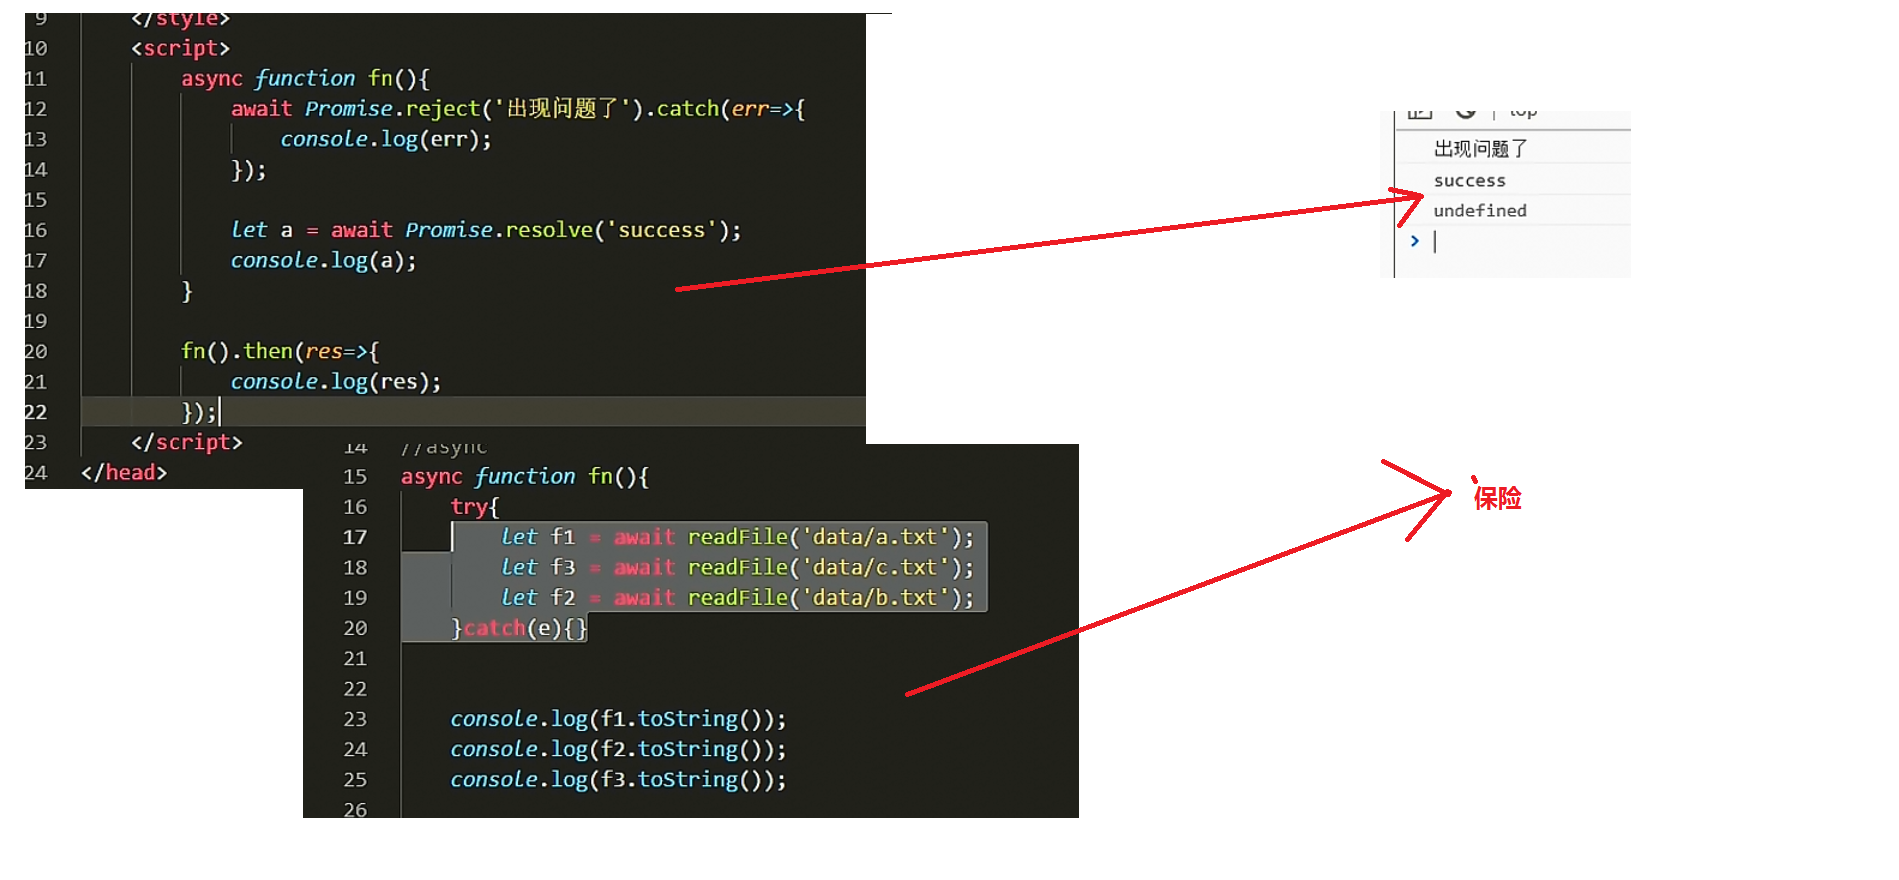 9 </style>
10 <script>
11 async function fn(){
12 await Promise.reject('出现问题了').catch(err=>{
13 console.log(err);
14 });
15
16 let a = await Promise.resolve('success');
17 console.log(a);
18 }
19
20 fn().then(res=>{
21 console.log(res);
22 });
23 </script>
24 </head>
top
出现问题了
success
undefined
>
14 //async
15 async function fn(){
16 try{
17 let f1 = await readFile('data/a.txt');
18 let f3 = await readFile('data/c.txt');
19 let f2 = await readFile('data/b.txt');
20 }catch(e){}
21
22
23 console.log(f1.toString());
24 console.log(f2.toString());
25 console.log(f3.toString());
26
保险